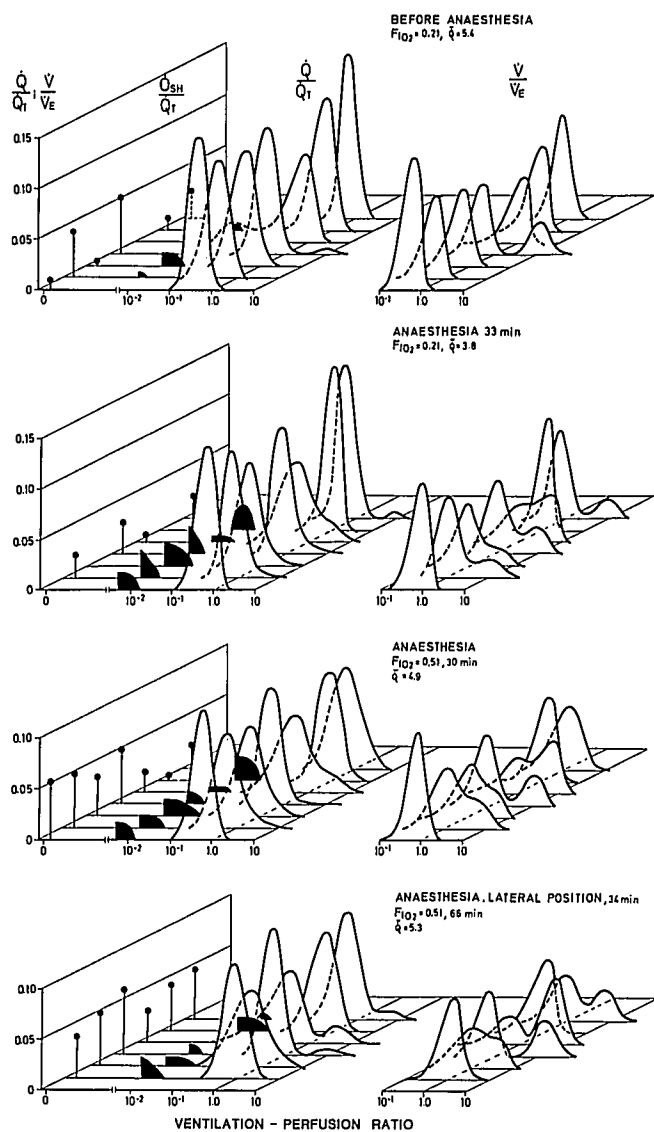 BEFORE ANAESTHESIA
FIO2 = 0.21, q̄ = 5.4
Q̇/Q̇T ; V̇/V̇E
Q̇SH/Q̇T
Q̇/Q̇T
V̇/V̇E
0.15
0.10
0.05
0
0 10-2 10-1 1.0 10
10-1 1.0 10
ANAESTHESIA 33 min
FIO2 = 0.21, q̄ = 3.8
0.15
0.10
0.05
0
0 10-2 10-1 1.0 10
10-1 1.0 10
ANAESTHESIA
FIO2 = 0,51, 30 min
q̄ = 4.9
0.10
0.05
0
0 10-2 10-1 1.0 10
10-1 1.0 10
ANAESTHESIA. LATERAL POSITION, 34 min
FIO2 = 0,51, 66 min
q̄ = 5.3
0.10
0.05
0
0 10-2 10-1 1.0 10
10-1 1.0 10
VENTILATION - PERFUSION RATIO